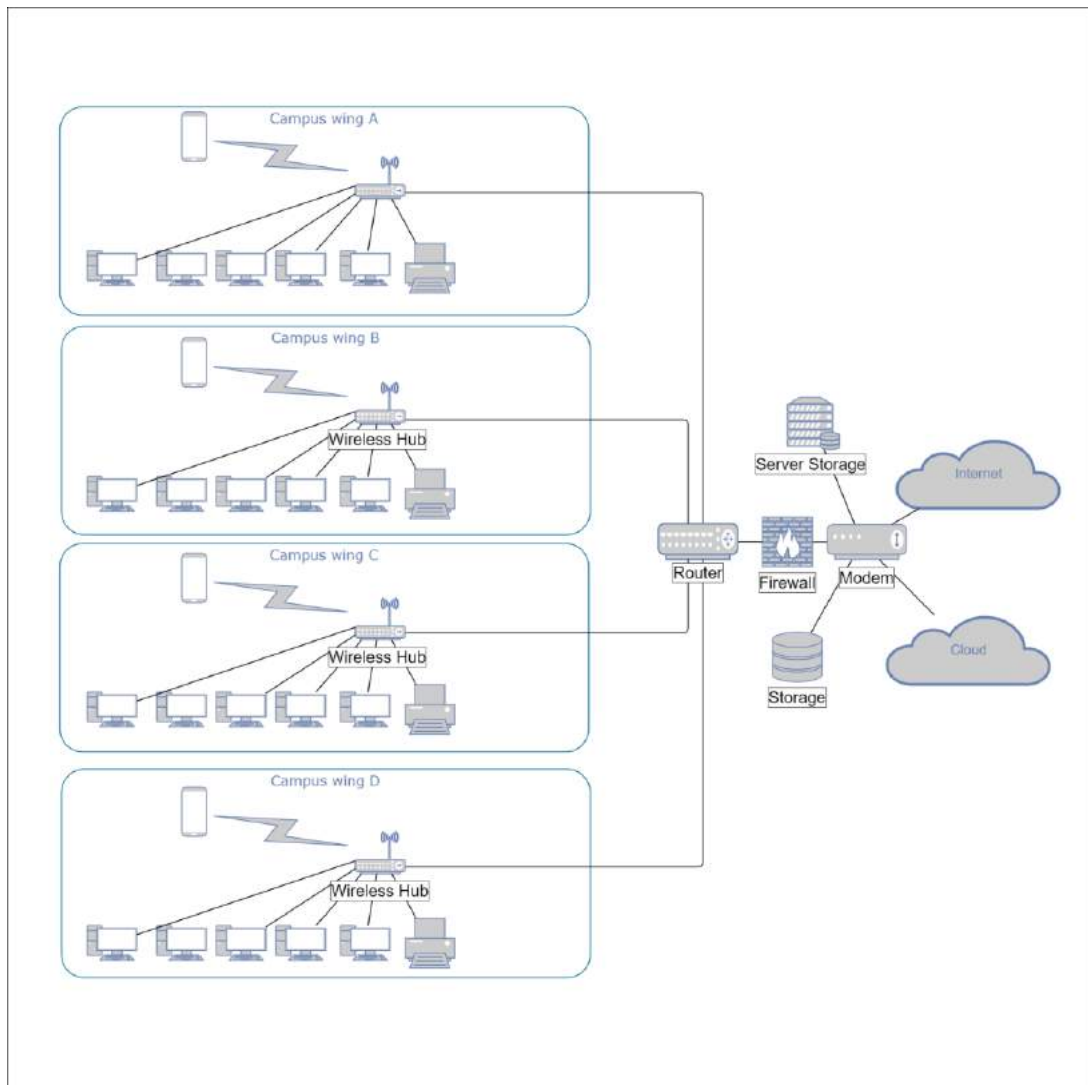 Campus wing A
Campus wing B
Wireless Hub
Campus wing C
Wireless Hub
Campus wing D
Wireless Hub
Server Storage
Internet
Router
Firewall
Modem
Storage
Cloud